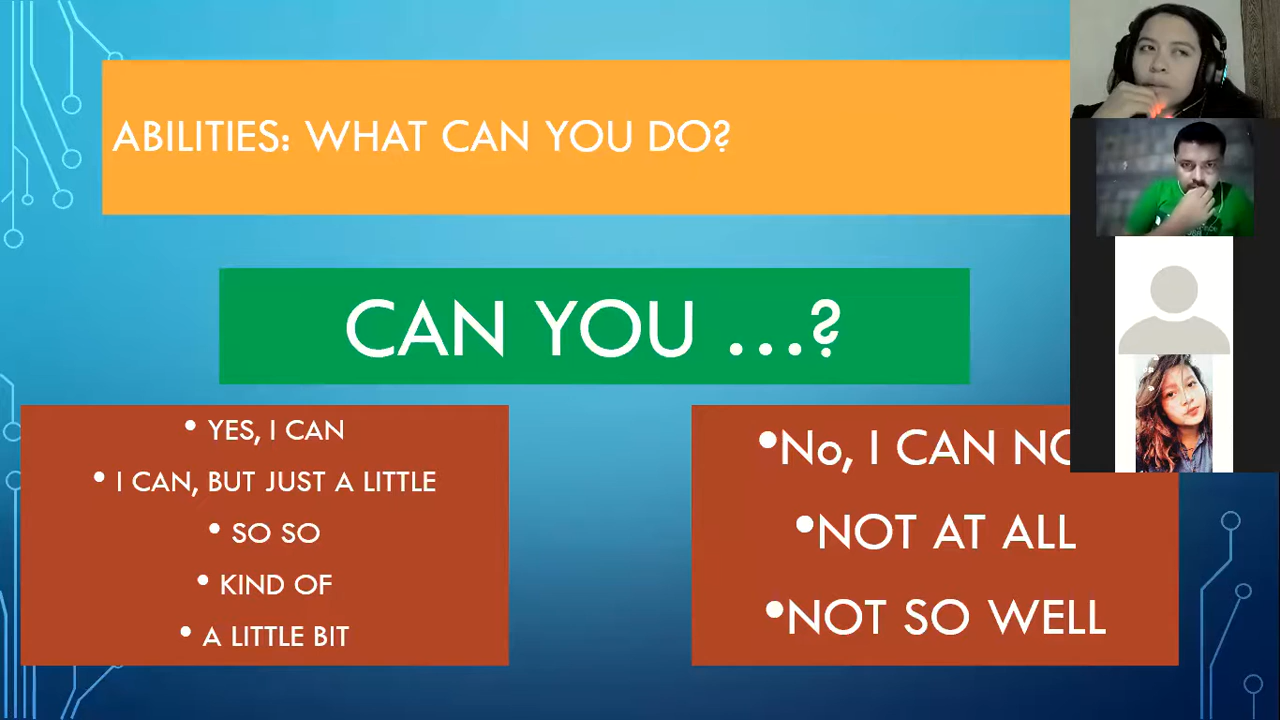 ABILITIES: WHAT CAN YOU DO?
CAN YOU ...?
• YES, I CAN
• I CAN, BUT JUST A LITTLE
• SO SO
• KIND OF
• A LITTLE BIT
• No, I CAN
• NOT AT ALL
• NOT SO WELL